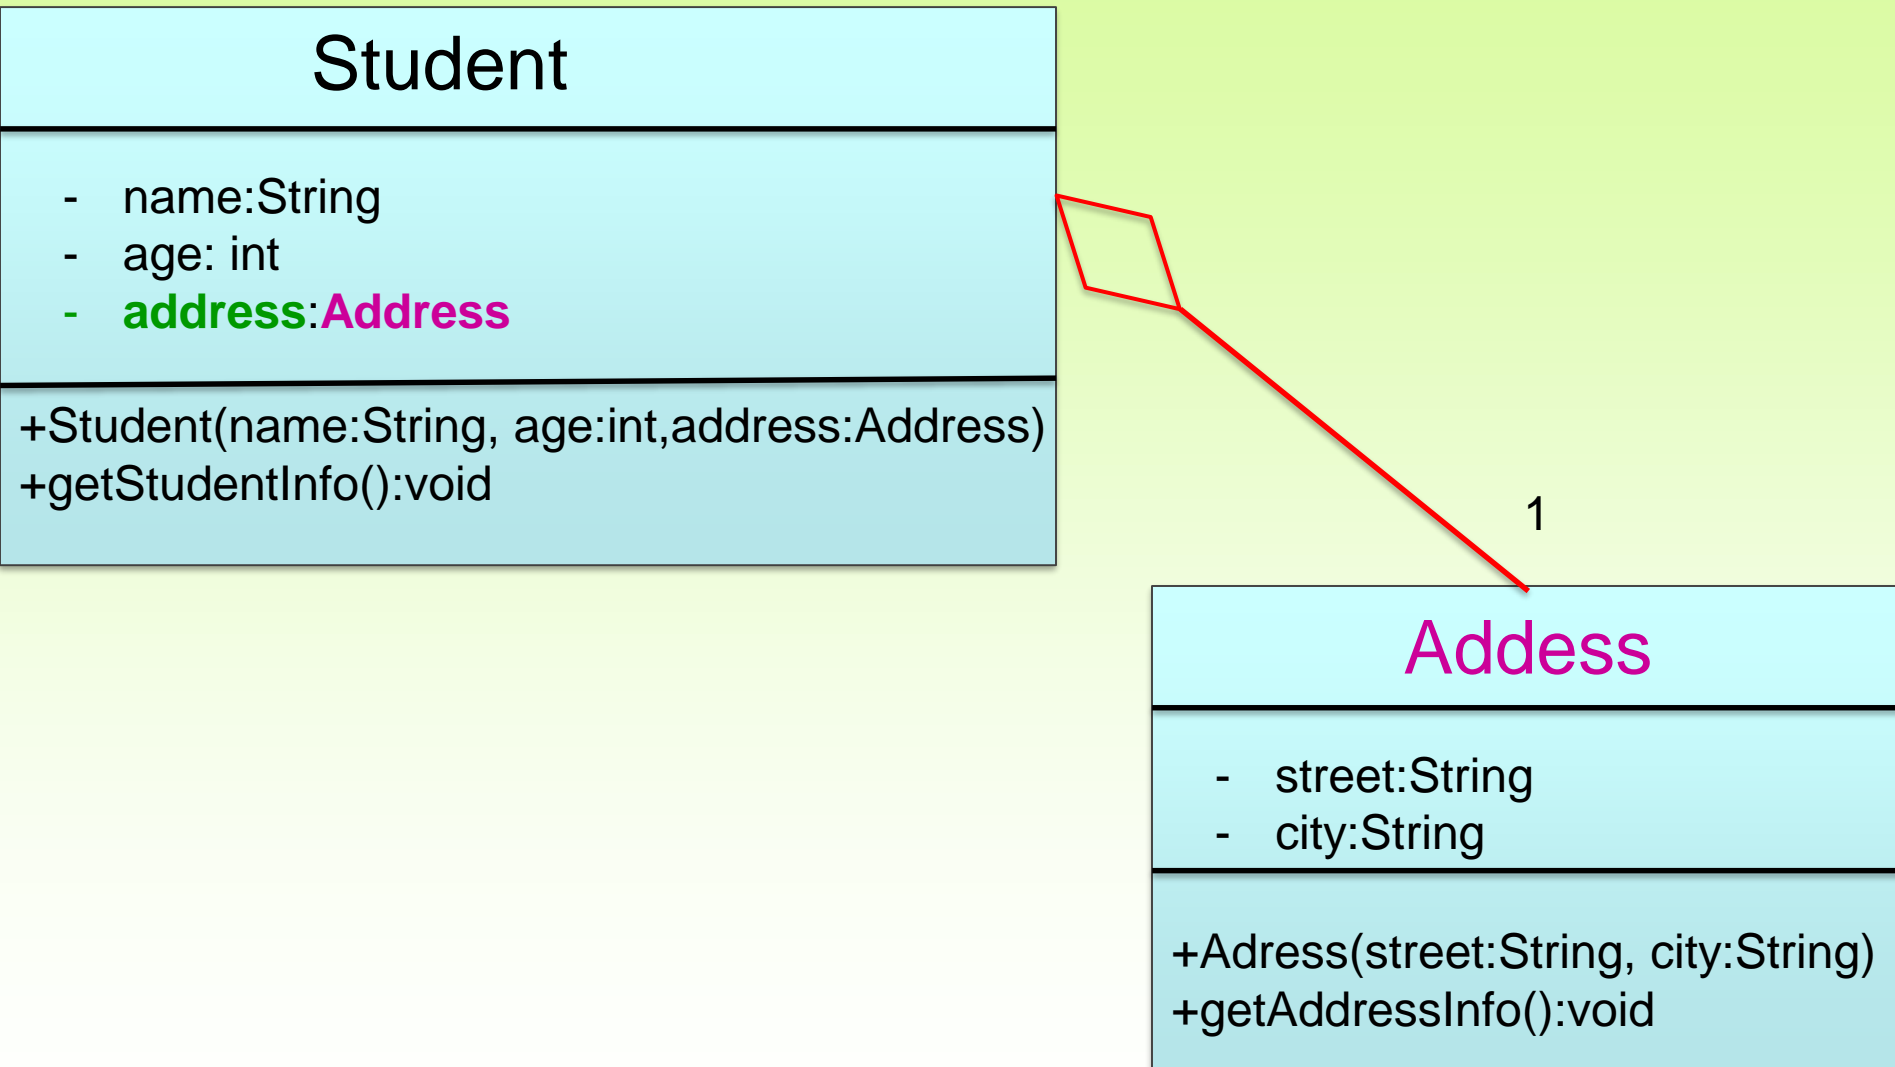 Student
- name:String
- age: int
- address:Address
+Student(name:String, age:int,address:Address)
+getStudentInfo():void
1
Addess
- street:String
- city:String
+Adress(street:String, city:String)
+getAddressInfo():void